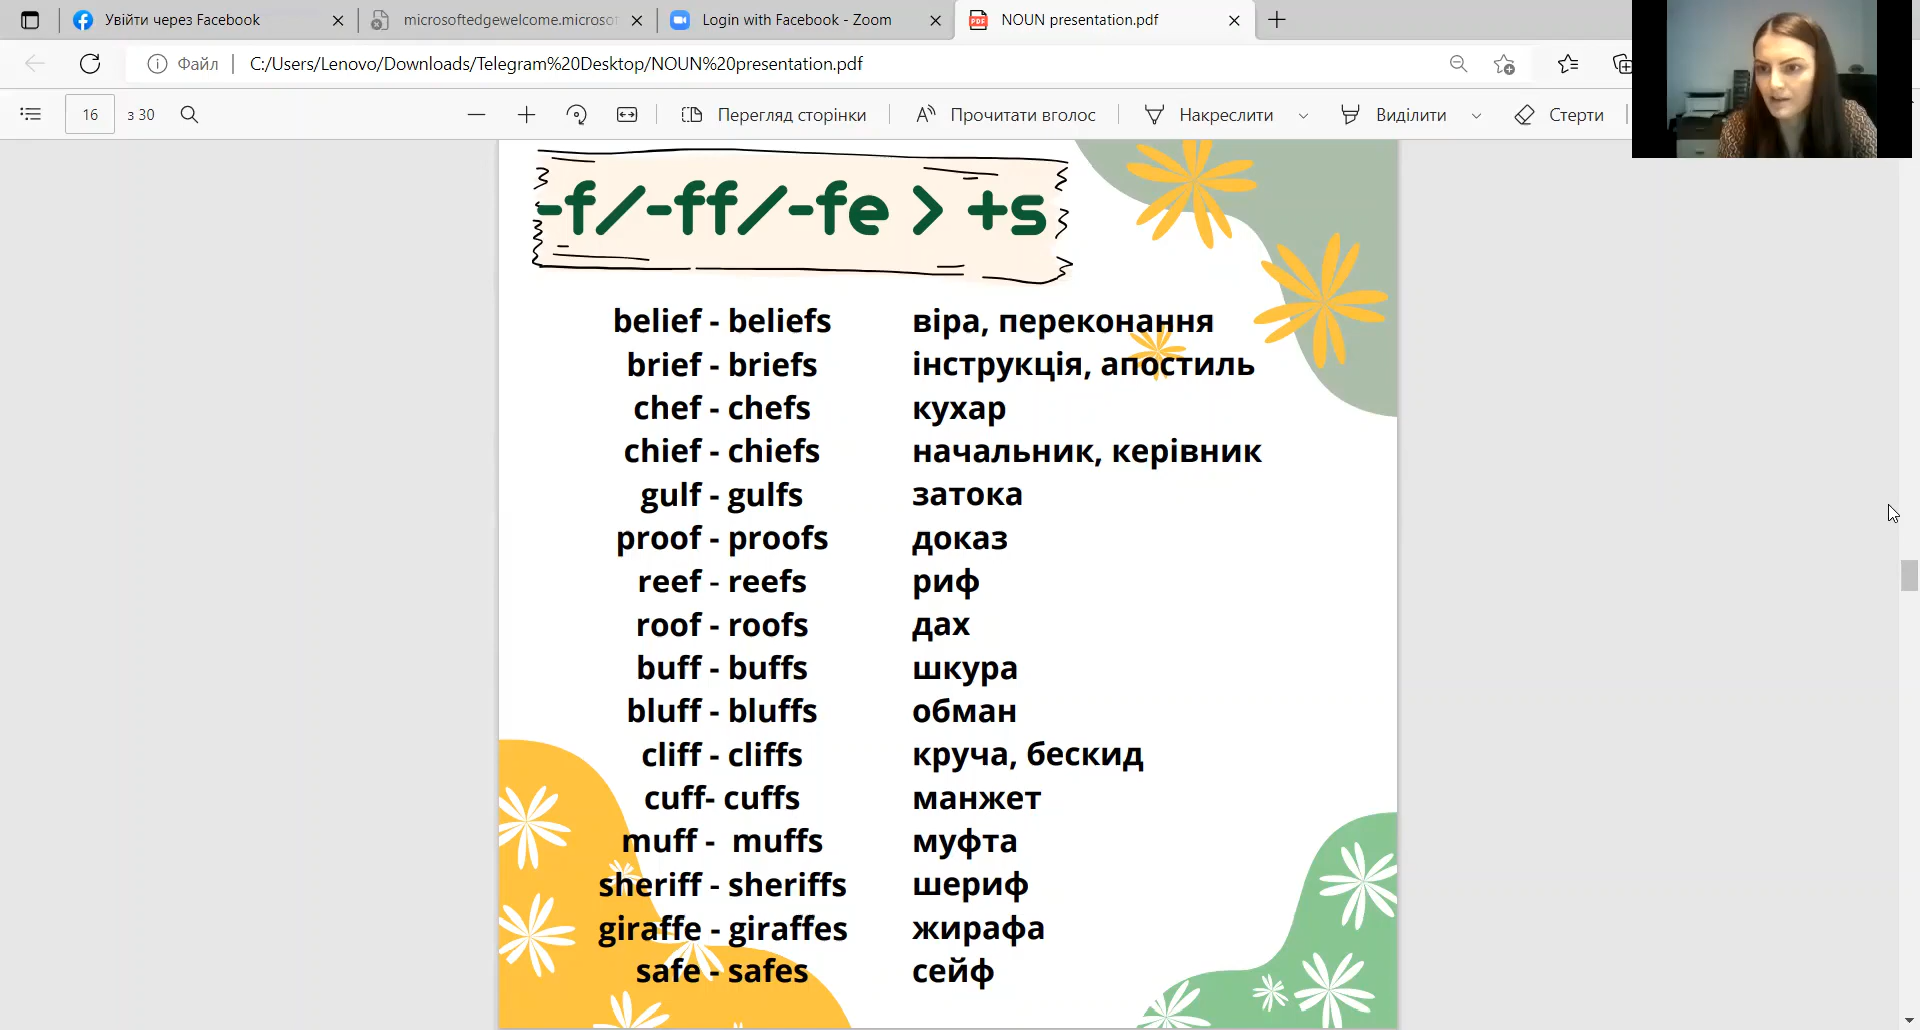 Увійти через Facebook
microsoftedgewelcome.microso
Login with Facebook - Zoom
NOUN presentation.pdf
Файл
C:/Users/Lenovo/Downloads/Telegram%20Desktop/NOUN%20presentation.pdf
16 з 30
Перегляд сторінки
Прочитати вголос
Накреслити
Виділити
Стерти
-f/-ff/-fe > +s
belief - beliefs віра, переконання
brief - briefs інструкція, апостиль
chef - chefs кухар
chief - chiefs начальник, керівник
gulf - gulfs затока
proof - proofs доказ
reef - reefs риф
roof - roofs дах
buff - buffs шкура
bluff - bluffs обман
cliff - cliffs круча, бескид
cuff- cuffs манжет
muff - muffs муфта
sheriff - sheriffs шериф
giraffe - giraffes жирафа
safe - safes сейф